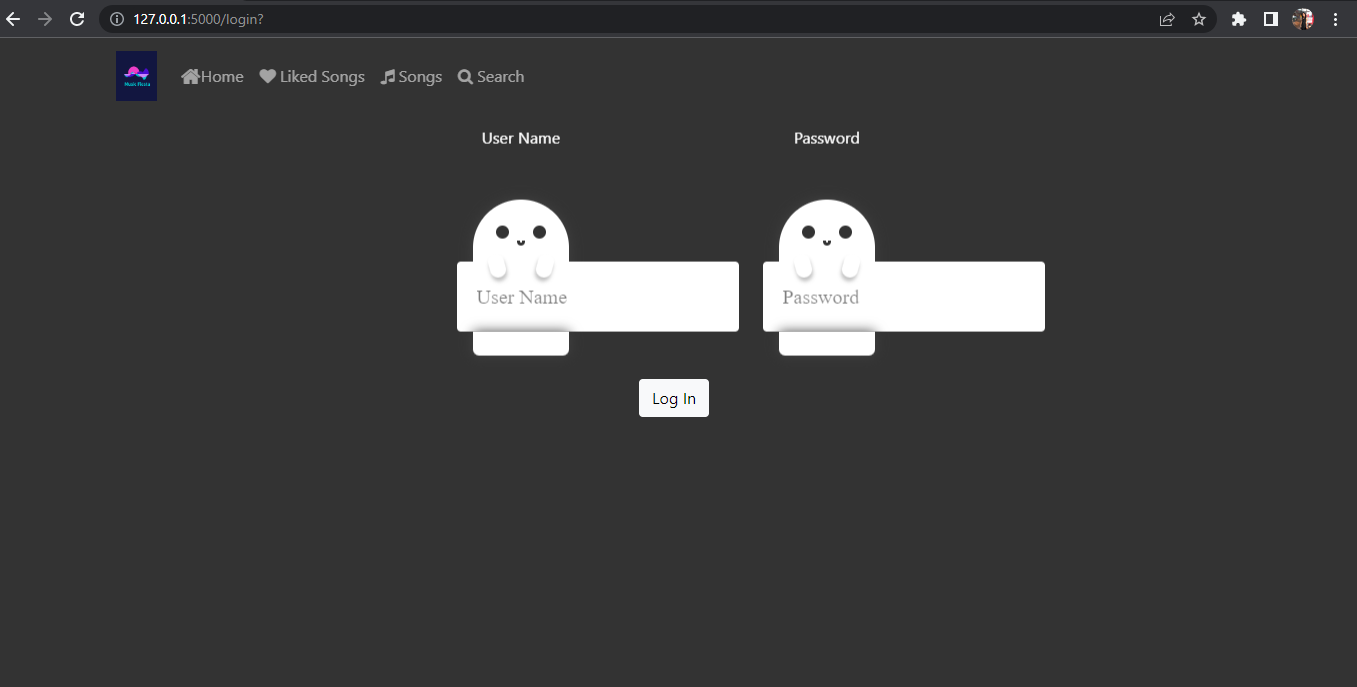 127.0.0.1:5000/login?
Music Fiesta
Home Liked Songs Songs Search
User Name Password
User Name Password
Log In